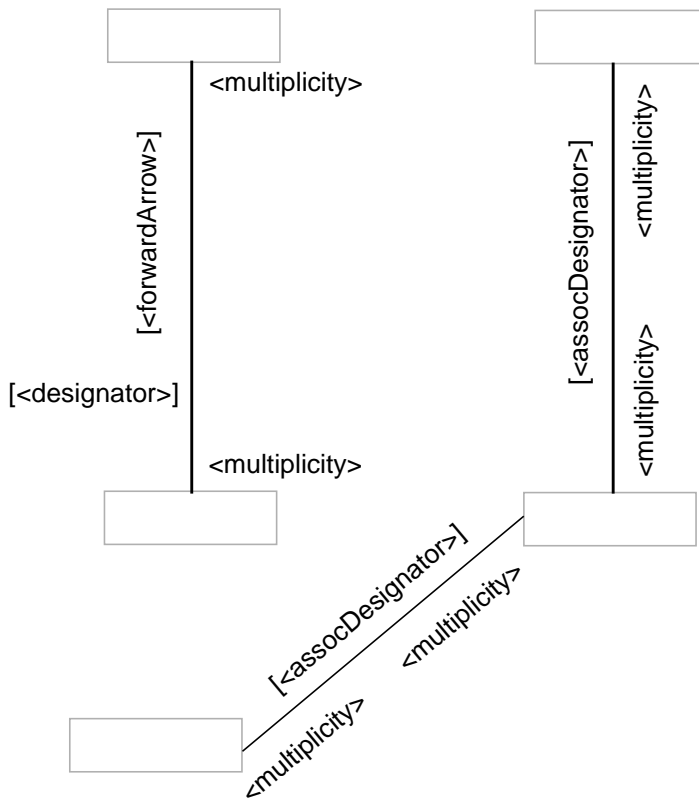 <multiplicity>
[<forwardArrow>]
[<designator>]
<multiplicity>
[<assocDesignator>]
<multiplicity>
<multiplicity>
[<assocDesignator>]
<multiplicity>
<multiplicity>